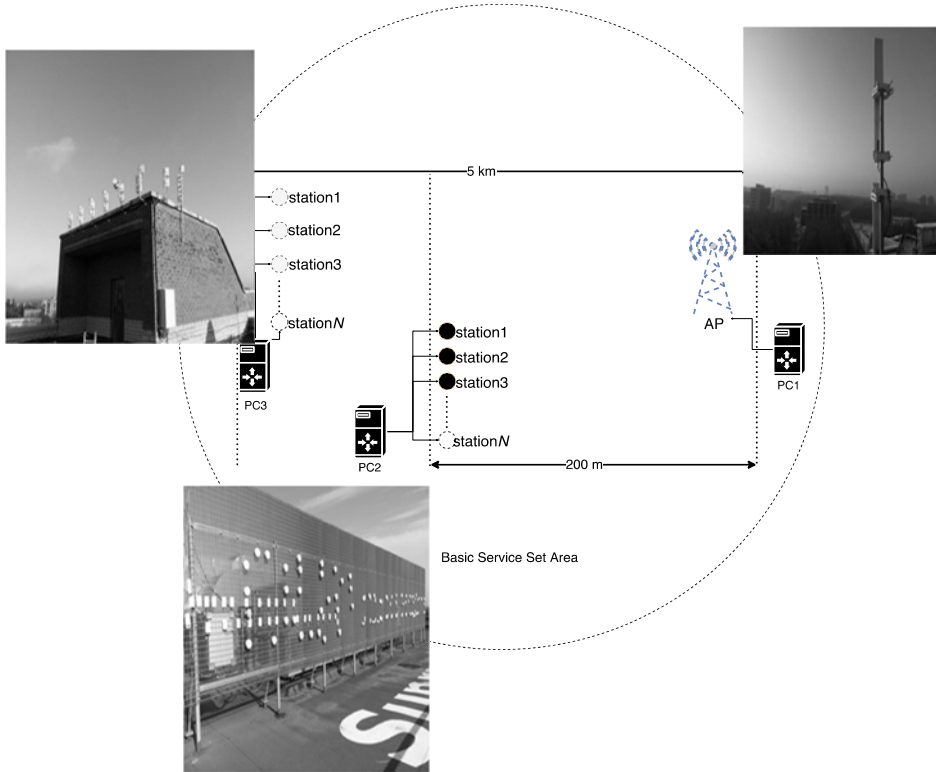 5 km
station1
station2
station3
stationN
PC3
AP
PC1
station1
station2
station3
stationN
PC2
200 m
Basic Service Set Area